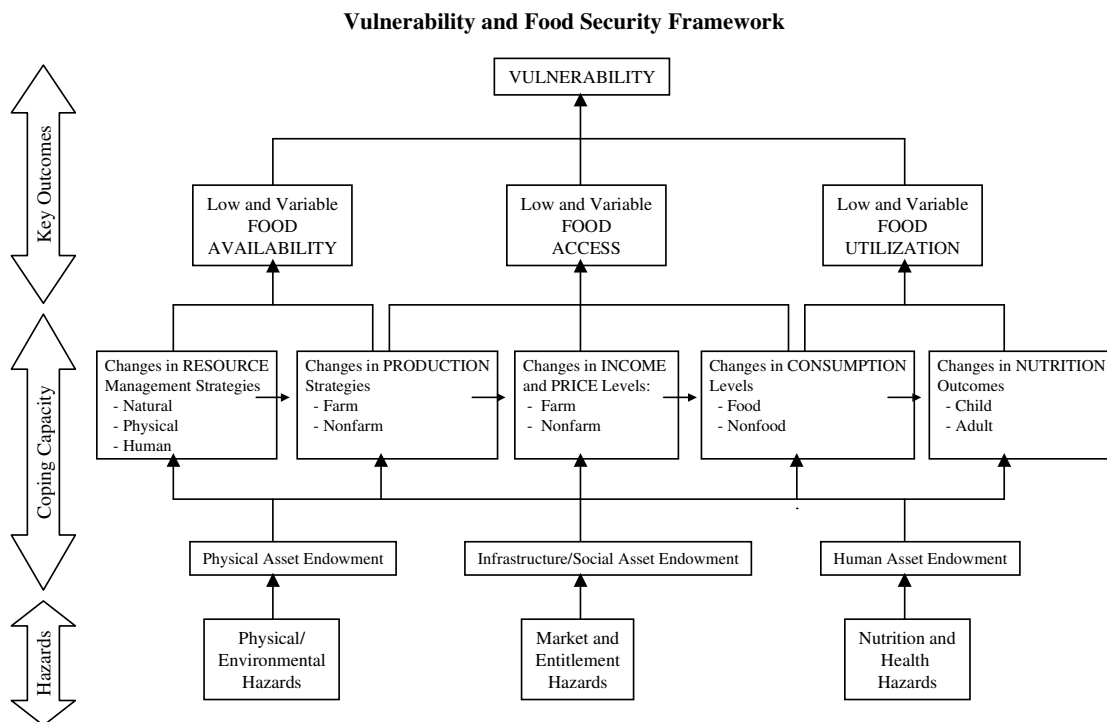 Vulnerability and Food Security Framework
VULNERABILITY
Key Outcomes
Low and Variable
FOOD
AVAILABILITY
Low and Variable
FOOD
ACCESS
Low and Variable
FOOD
UTILIZATION
Coping Capacity
Changes in RESOURCE
Management Strategies
- Natural
- Physical
- Human
Changes in PRODUCTION
Strategies
- Farm
- Nonfarm
Changes in INCOME
and PRICE Levels:
- Farm
- Nonfarm
Changes in CONSUMPTION
Levels
- Food
- Nonfood
Changes in NUTRITION
Outcomes
- Child
- Adult
Physical Asset Endowment
Infrastructure/Social Asset Endowment
Human Asset Endowment
Hazards
Physical/
Environmental
Hazards
Market and
Entitlement
Hazards
Nutrition and
Health
Hazards